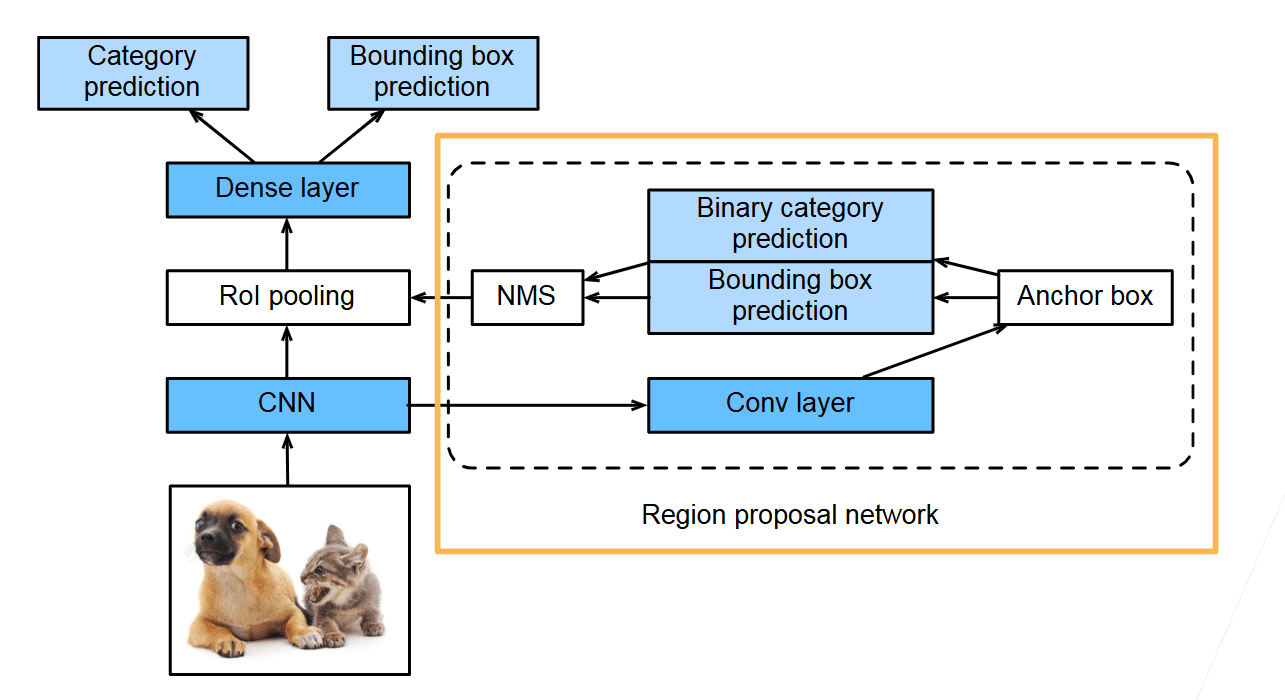 Category
prediction
Bounding box
prediction
Dense layer
Binary category
prediction
RoI pooling
NMS
Bounding box
prediction
Anchor box
CNN
Conv layer
Region proposal network